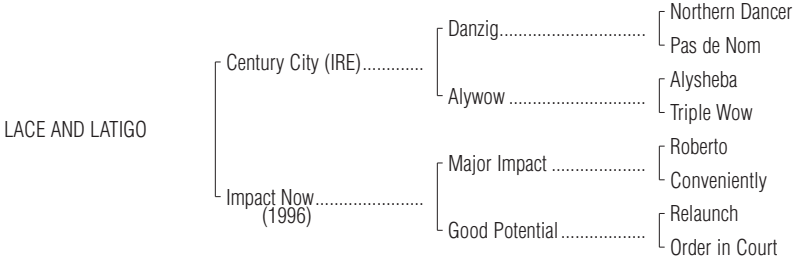 Northern Dancer
Danzig..............................
Pas de Nom
Century City (IRE).............
Alysheba
Alywow ............................
Triple Wow
LACE AND LATIGO
Roberto
Major Impact ...................
Conveniently
Impact Now......................
(1996)
Relaunch
Good Potential.................
Order in Court